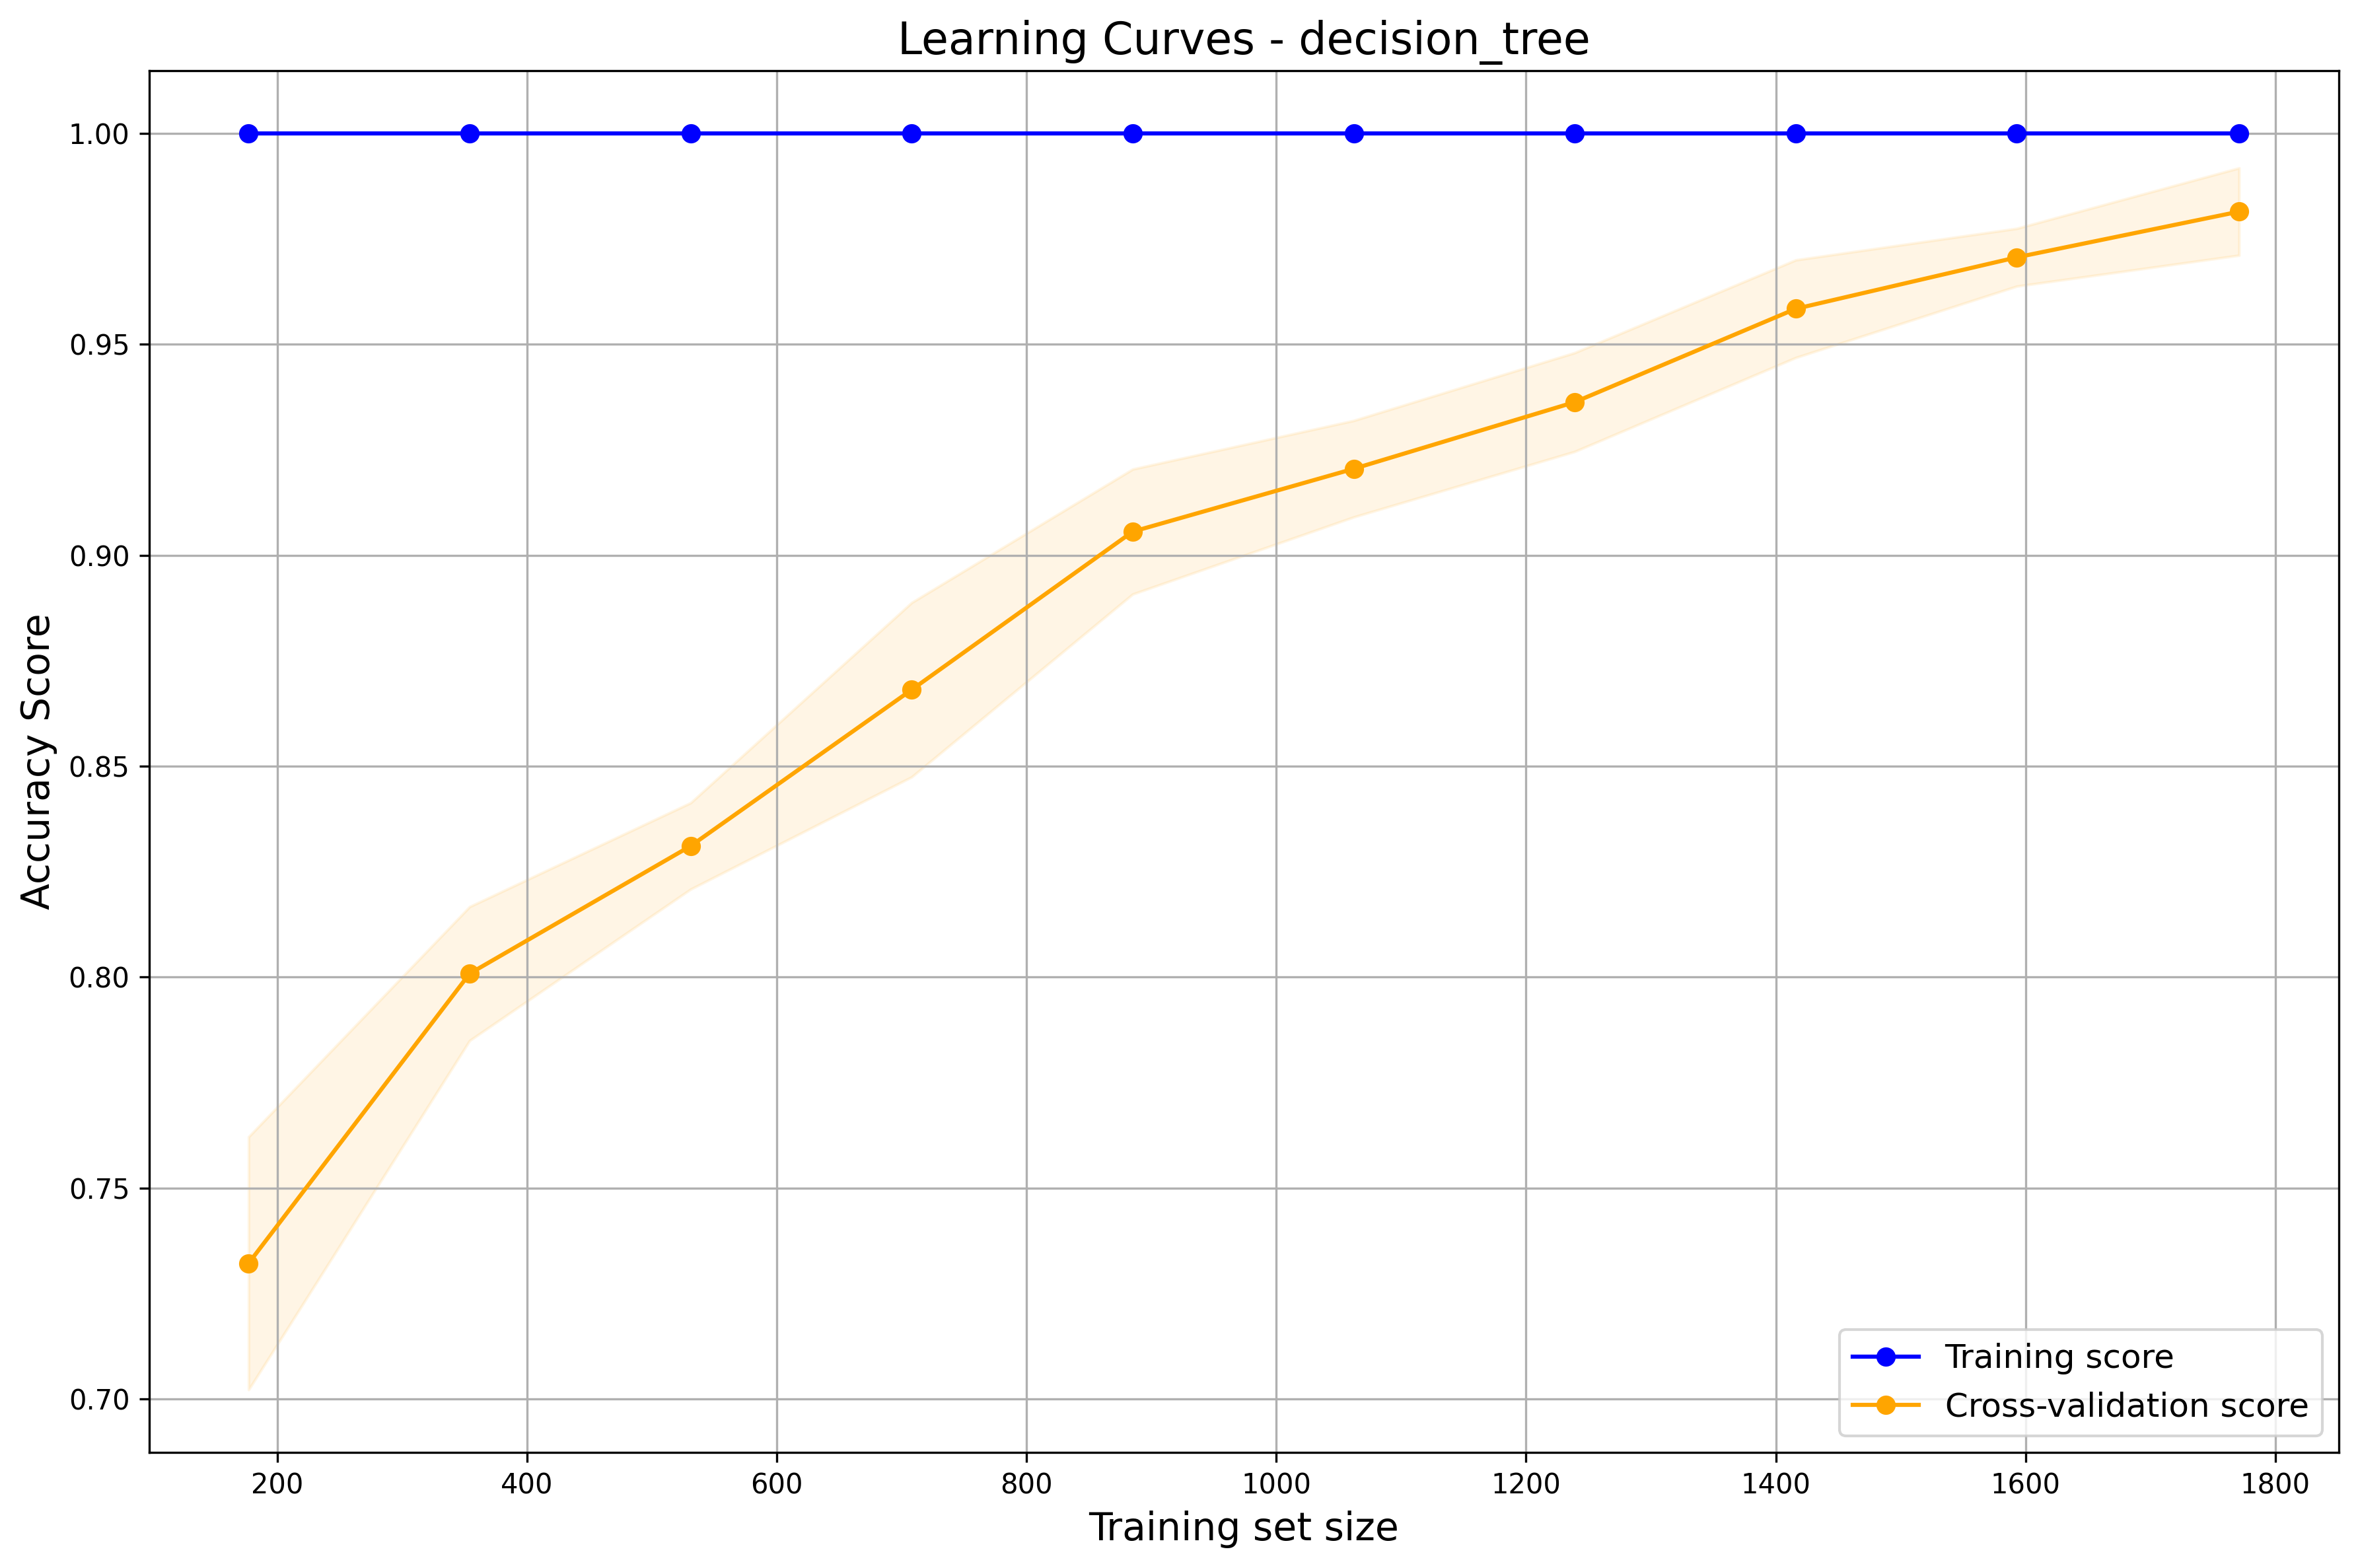 Learning Curves - decision_tree
1.00
0.95
0.90
0.85
0.80
0.75
0.70
Accuracy Score
200 400 600 800 1000 1200 1400 1600 1800
Training set size
Training score
Cross-validation score